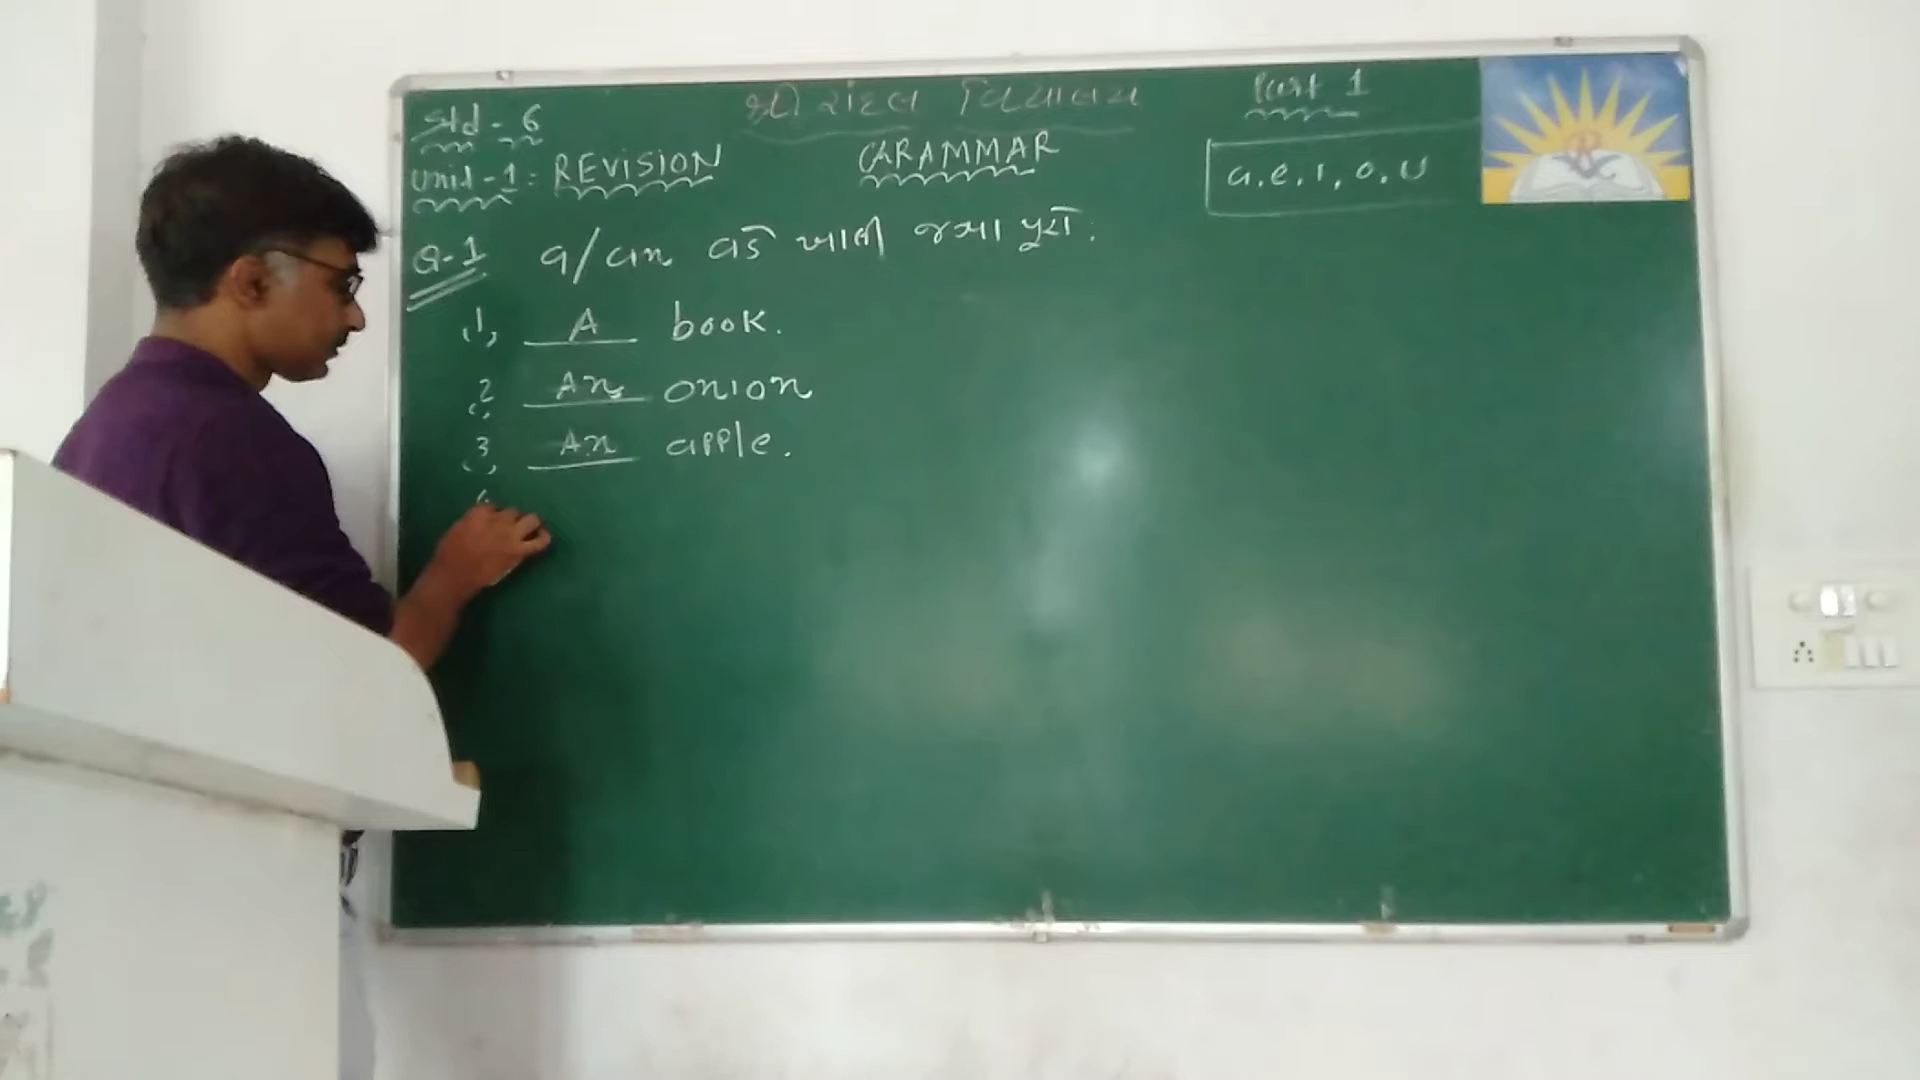 શ્રી રાંદલ વિદ્યાલય
Part 1
Std - 6
Unit-1: REVISION
GRARAMMAR
a. e. i, o. u
Q-1 a/an વડે ખાલી જગ્યા પુરો.
(1) A book.
(2) An onion
(3) An apple.